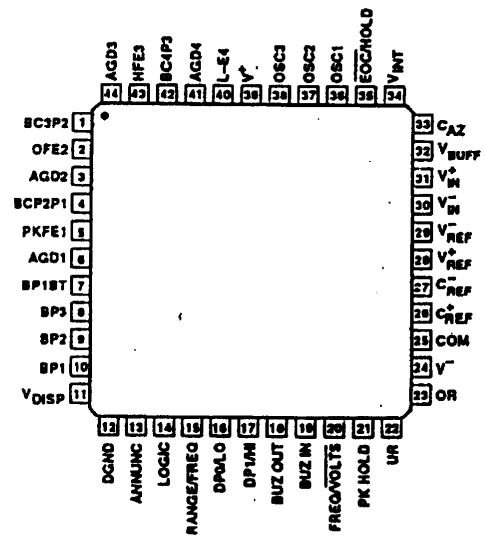 AGD3 HFE3 BC4P3 AGD4 L-E4 V+ OSC3 OSC2 OSC1 EOC/HOLD VINT
44 43 42 41 40 39 38 37 36 35 34
BC3P2 1 33 CAZ
OFE2 2 32 VBUFF
AGD2 3 31 V+IN
BCP2P1 4 30 V-IN
PKFE1 5 29 V-REF
AGD1 6 28 V+REF
BP1BT 7 27 C-REF
BP3 8 26 C+REF
BP2 9 25 COM
BP1 10 24 V-
VDISP 11 23 OR
12 13 14 15 16 17 18 19 20 21 22
DGND ANNUNC LOGIC RANGE/FREQ DP0/LO DP1/HI BUZ OUT BUZ IN FREQ/VOLTS PK HOLD UR